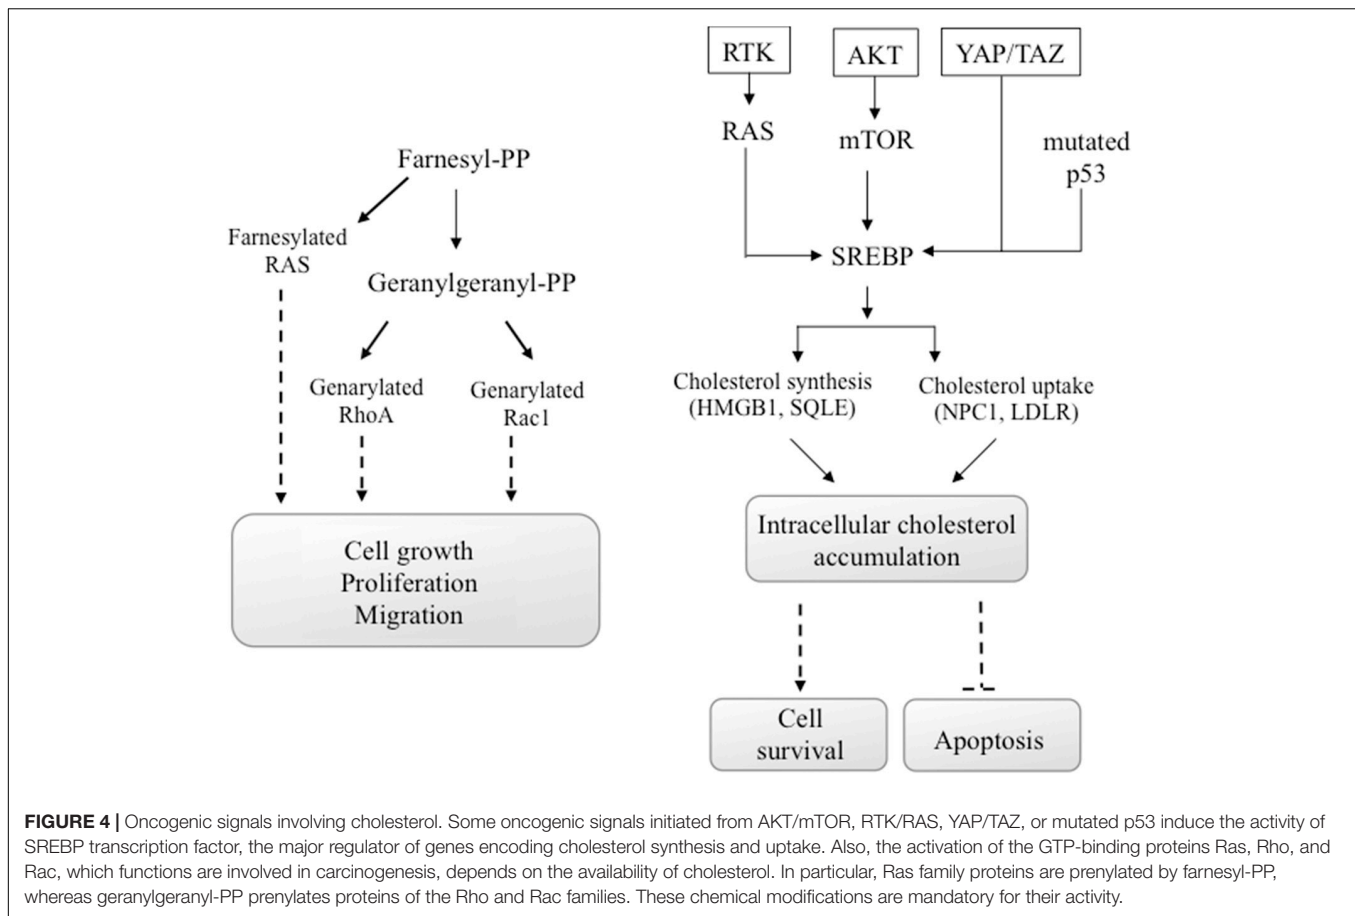 RTK
AKT
YAP/TAZ
RAS
mTOR
mutated
p53
Farnesyl-PP
Farnesylated
RAS
SREBP
Geranylgeranyl-PP
Genarylated
RhoA
Genarylated
Rac1
Cholesterol synthesis
(HMGB1, SQLE)
Cholesterol uptake
(NPC1, LDLR)
Cell growth
Proliferation
Migration
Intracellular cholesterol
accumulation
Cell
survival
Apoptosis
FIGURE 4 | Oncogenic signals involving cholesterol. Some oncogenic signals initiated from AKT/mTOR, RTK/RAS, YAP/TAZ, or mutated p53 induce the activity of
SREBP transcription factor, the major regulator of genes encoding cholesterol synthesis and uptake. Also, the activation of the GTP-binding proteins Ras, Rho, and
Rac, which functions are involved in carcinogenesis, depends on the availability of cholesterol. In particular, Ras family proteins are prenylated by farnesyl-PP,
whereas geranylgeranyl-PP prenylates proteins of the Rho and Rac families. These chemical modifications are mandatory for their activity.